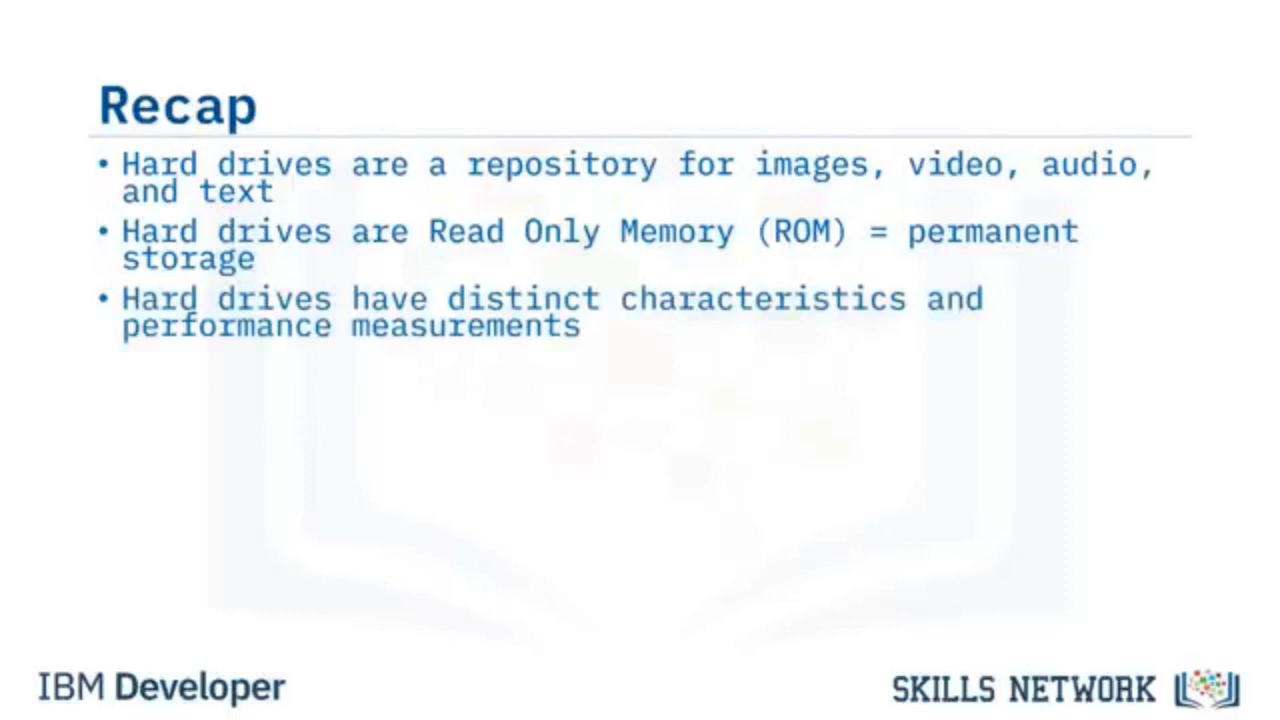 Recap
• Hard drives are a repository for images, video, audio,
and text
• Hard drives are Read Only Memory (ROM) = permanent
storage
• Hard drives have distinct characteristics and
performance measurements
IBM Developer
SKILLS NETWORK